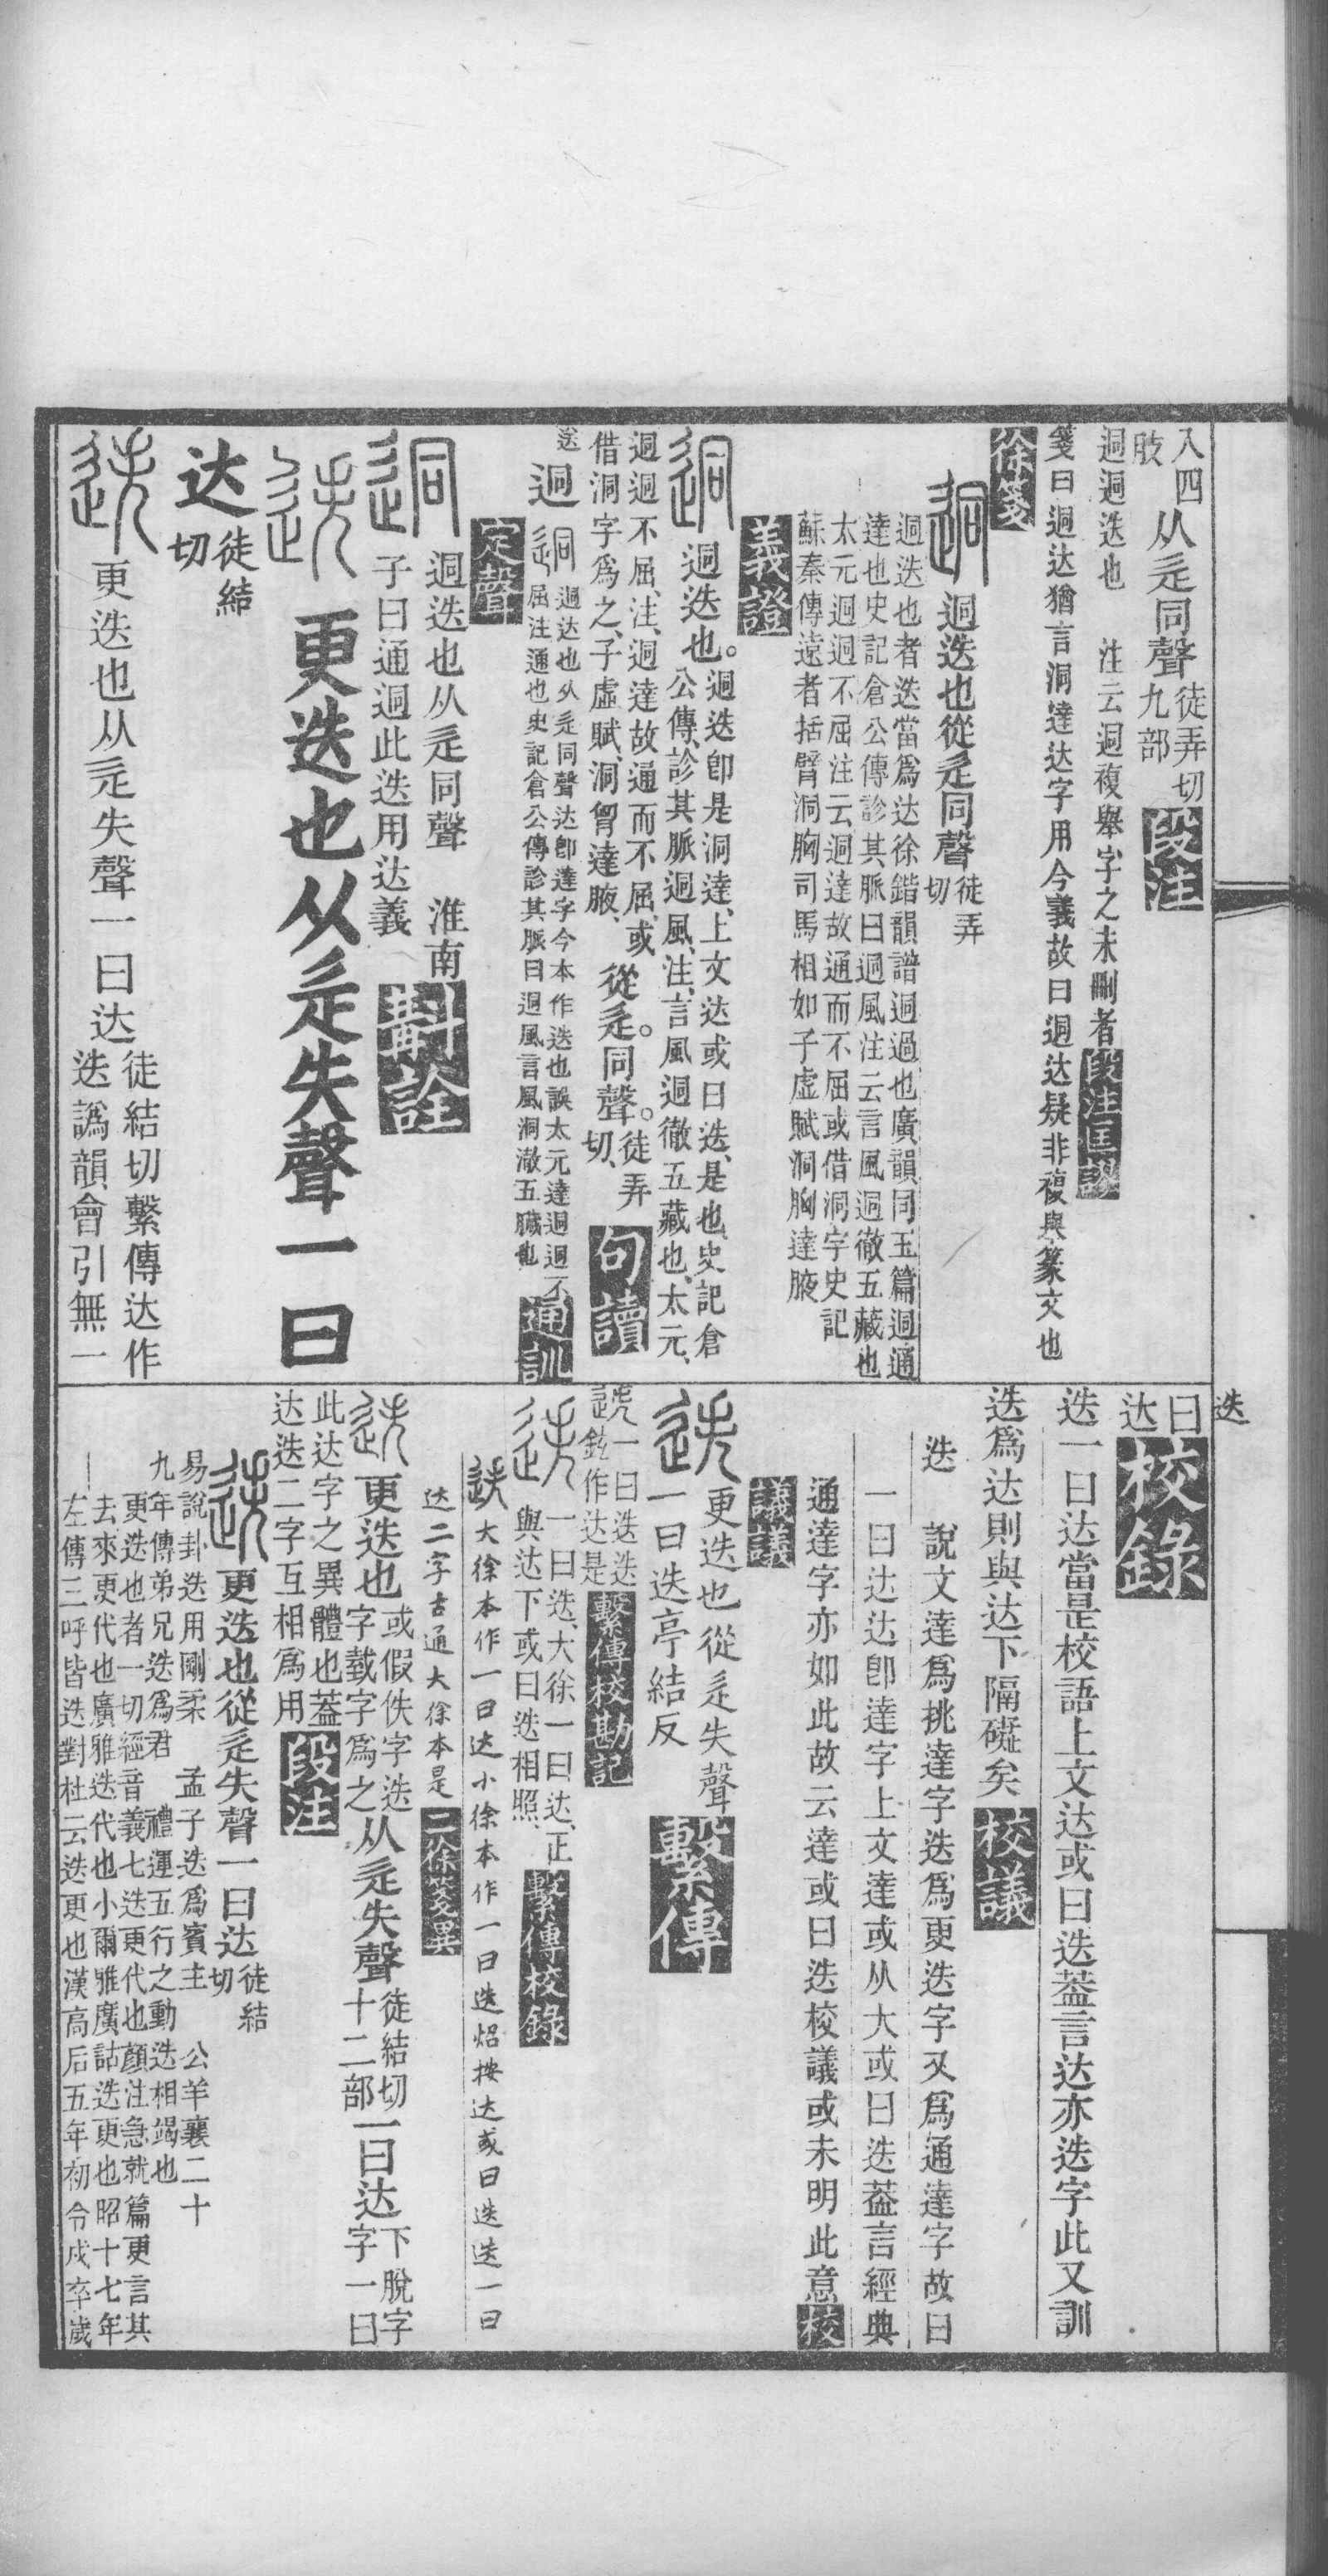 入四
肢
从辵同聲
徒弄切
九部
段注
迵迵迭也
注云迵複舉字之未刪者
段注匡謬
箋曰迵达猶言洞達达字用今義故曰迵达疑非複與篆文也
徐箋
迵迭也從辵同聲
徒弄
切
迵迭也者迭當爲达徐鍇韻譜迵過也廣韻同玉篇迵通
達也史記倉公傳診其脈曰迵風注云言風迵徹五藏也
太元迵迵不屈注云迵達故通而不屈或借洞字史記
蘇秦傳遠者括臂洞胸司馬相如子虛賦洞胸達腋
義證
迵迭也。
迵迭卽是洞達、上文达或曰迭、是也、史記倉
公傳、診其脈迵風、注、言風迵徹五藏也、太元、
迵迵不屈、注、迵達故通而不屈、或
借洞字爲之、子虛賦、洞胷達腋、
從辵。同聲。
徒弄
切、
句讀
迵
迵达也从辵同聲达卽達字今本作迭也誤太元達迵迵不
屈注通也史記倉公傳診其脈曰迵風言風洞澈五臟也
通訓
定聲
迵迭也从辵同聲
淮南
子曰通迵此迭用达義
斠詮
更迭也从辵失聲一曰
达
徒結
切
更迭也从辵失聲一曰达
徒結切繫傳达作
迭譌韻會引無一
迭
曰
达
校錄
迭一曰达當是校語上文达或曰迭葢言达亦迭字此又訓
迭爲达則與达下隔礙矣
校議
迭
說文達爲挑達字迭爲更迭字又爲通達字故曰
一曰达达卽達字上文達或从大或曰迭葢言經典
通達字亦如此故云達或曰迭校議或未明此意
校
議議
更迭也從辵失聲
一曰迭亭結反
繫傳
一曰迭迭
鉉作达是
繫傳校勘記
一曰迭、大徐一曰达、正
與达下或曰迭相照、
繫傳校錄
大徐本作一曰达小徐本作一曰迭炤按达或曰迭迭一曰
达二字古通大徐本是
二徐箋異
更迭也
或假佚字迭
字𢧜字爲之
从辵失聲
徒結切
十二部
一曰达
下脫字
字一曰
此达字之異體也葢
达迭二字互相爲用
段注
更迭也從辵失聲一曰达
徒結
切
易說卦迭用剛柔
孟子迭爲賓主
公羊襄二十
九年傳弟兄迭爲君
禮運五行之動迭相竭也
更迭也者一切經音義七迭更代也顏注急就篇更言其
去來更代也廣雅迭代也小爾雅廣詁迭更也昭十七年
左傳三呼皆迭對杜云迭更也漢高后五年初令戍卒歲